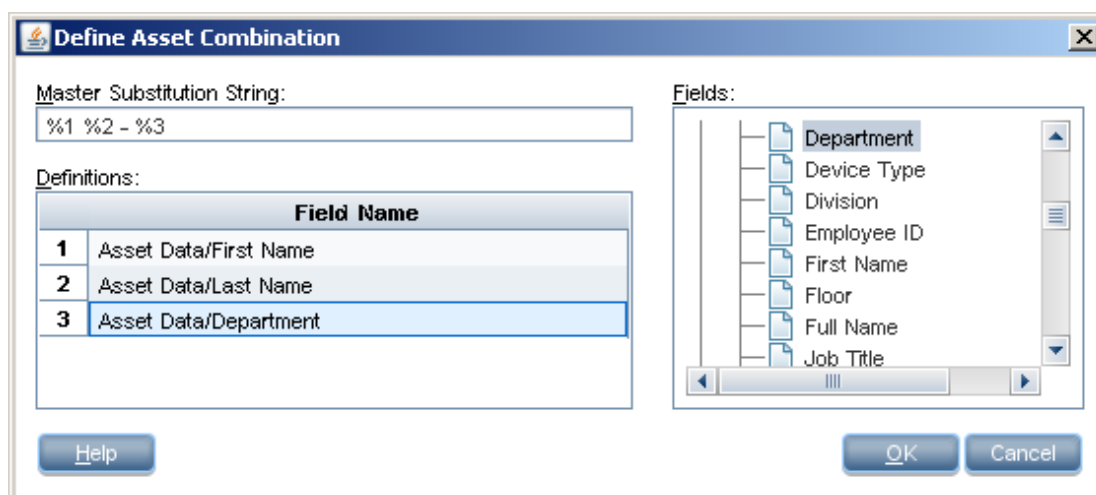 Define Asset Combination
Master Substitution String:
%1 %2 - %3
Definitions:
Field Name
1 Asset Data/First Name
2 Asset Data/Last Name
3 Asset Data/Department
Fields:
Department
Device Type
Division
Employee ID
First Name
Floor
Full Name
Job Title
Help
OK
Cancel